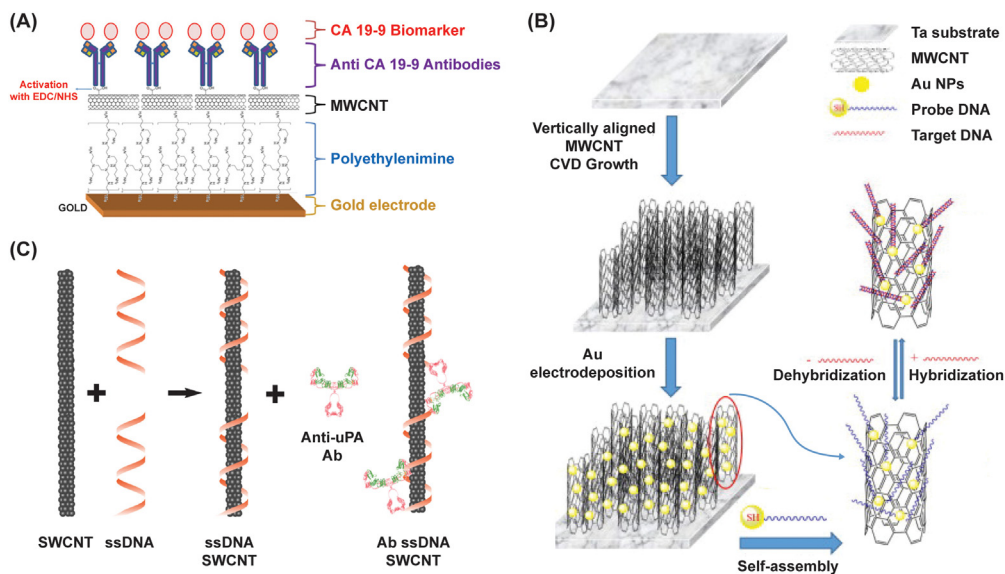 (A)
CA 19-9 Biomarker
Anti CA 19-9 Antibodies
Activation
with EDC/NHS
MWCNT
Polyethylenimine
GOLD
Gold electrode
(B)
Ta substrate
MWCNT
Au NPs
SH
Probe DNA
Target DNA
Vertically aligned
MWCNT
CVD Growth
Au
electrodeposition
- 
Dehybridization
+
Hybridization
SH
Self-assembly
(C)
+
+
Anti-uPA
Ab
SWCNT
ssDNA
ssDNA
SWCNT
Ab ssDNA
SWCNT